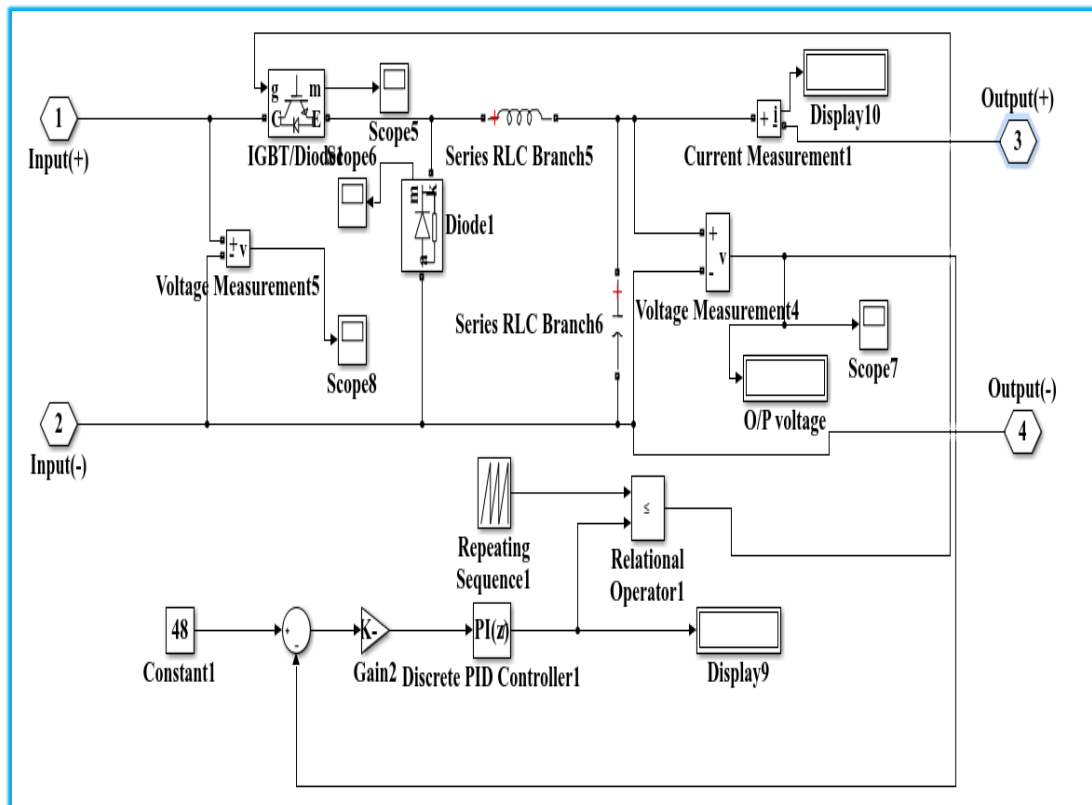 g
m
C
E
1
Input(+)
IGBT/Diode1
Scope5
Scope6
Series RLC Branch5
+
i
Display10
Current Measurement1
Output(+)
3
m
k
a
Diode1
+
-
v
Voltage Measurement5
Scope8
Series RLC Branch6
+
-
v
Voltage Measurement4
Scope7
O/P voltage
2
Input(-)
Output(-)
4
Repeating
Sequence1
≤
Relational
Operator1
48
Constant1
+
-
K-
Gain2
PI(z)
Discrete PID Controller1
Display9